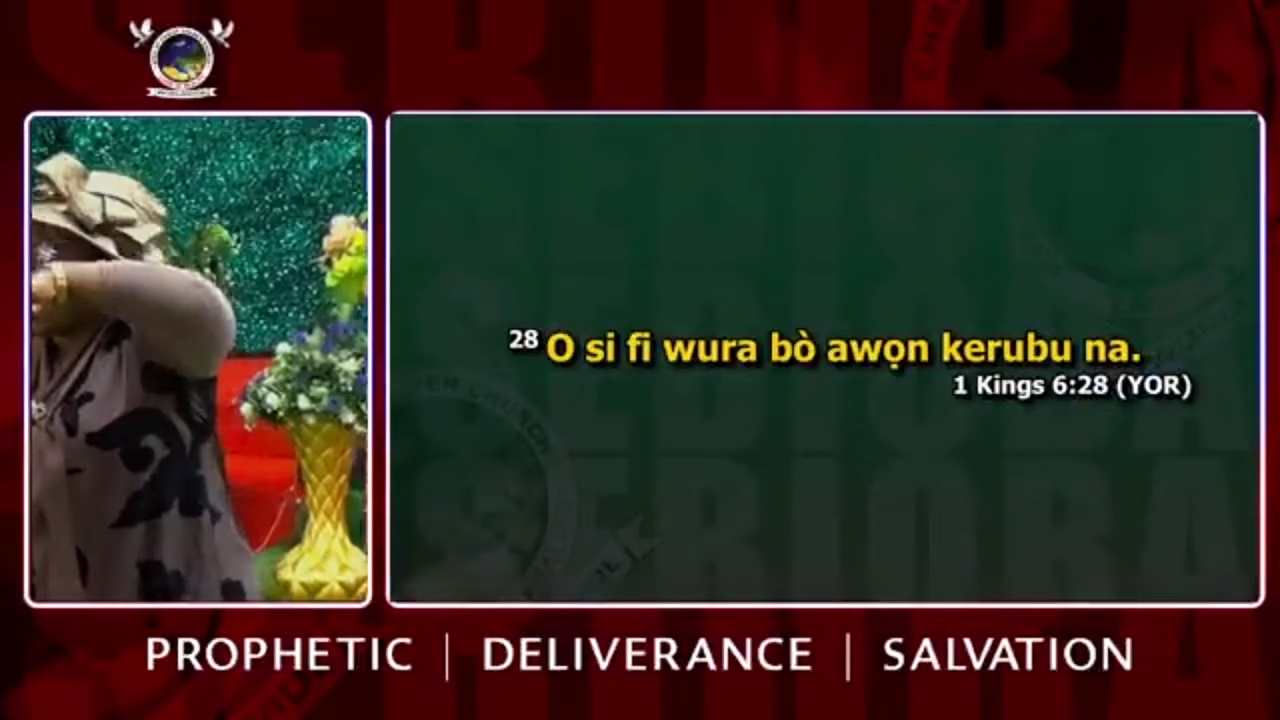 28 O si fi wura bò awọn kerubu na.
1 Kings 6:28 (YOR)
PROPHETIC | DELIVERANCE | SALVATION